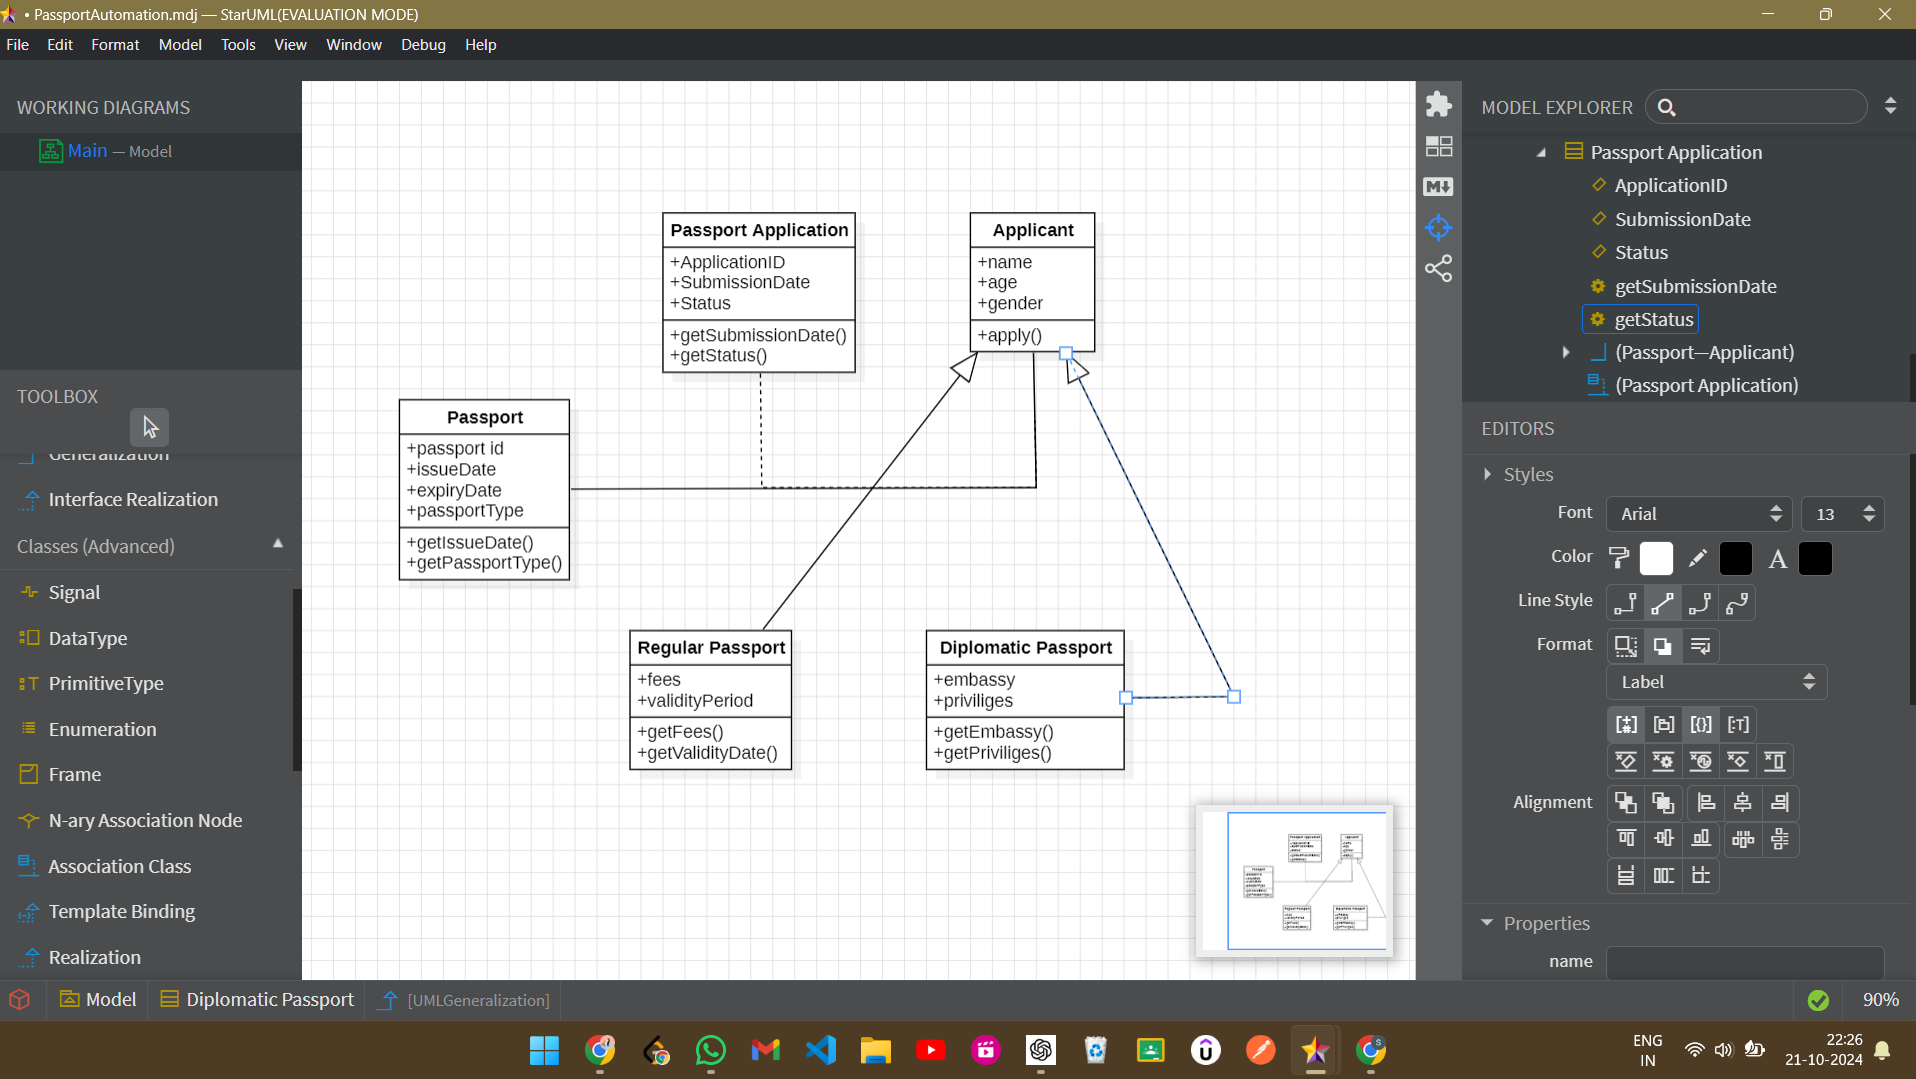 • PassportAutomation.mdj — StarUML(EVALUATION MODE)
File Edit Format Model Tools View Window Debug Help
WORKING DIAGRAMS
Main — Model
TOOLBOX
Generalization
Interface Realization
Classes (Advanced)
Signal
DataType
PrimitiveType
Enumeration
Frame
N-ary Association Node
Association Class
Template Binding
Realization
Passport Application
+ApplicationID
+SubmissionDate
+Status
+getSubmissionDate()
+getStatus()
Applicant
+name
+age
+gender
+apply()
Passport
+passport id
+issueDate
+expiryDate
+passportType
+getIssueDate()
+getPassportType()
Regular Passport
+fees
+validityPeriod
+getFees()
+getValidityDate()
Diplomatic Passport
+embassy
+priviliges
+getEmbassy()
+getPriviliges()
MODEL EXPLORER
Passport Application
ApplicationID
SubmissionDate
Status
getSubmissionDate
getStatus
(Passport—Applicant)
(Passport Application)
EDITORS
Styles
Font Arial 13
Color A
Line Style
Format
Label
Alignment
Properties
name
Model Diplomatic Passport [UMLGeneralization] 90%
ENG
IN
22:26
21-10-2024